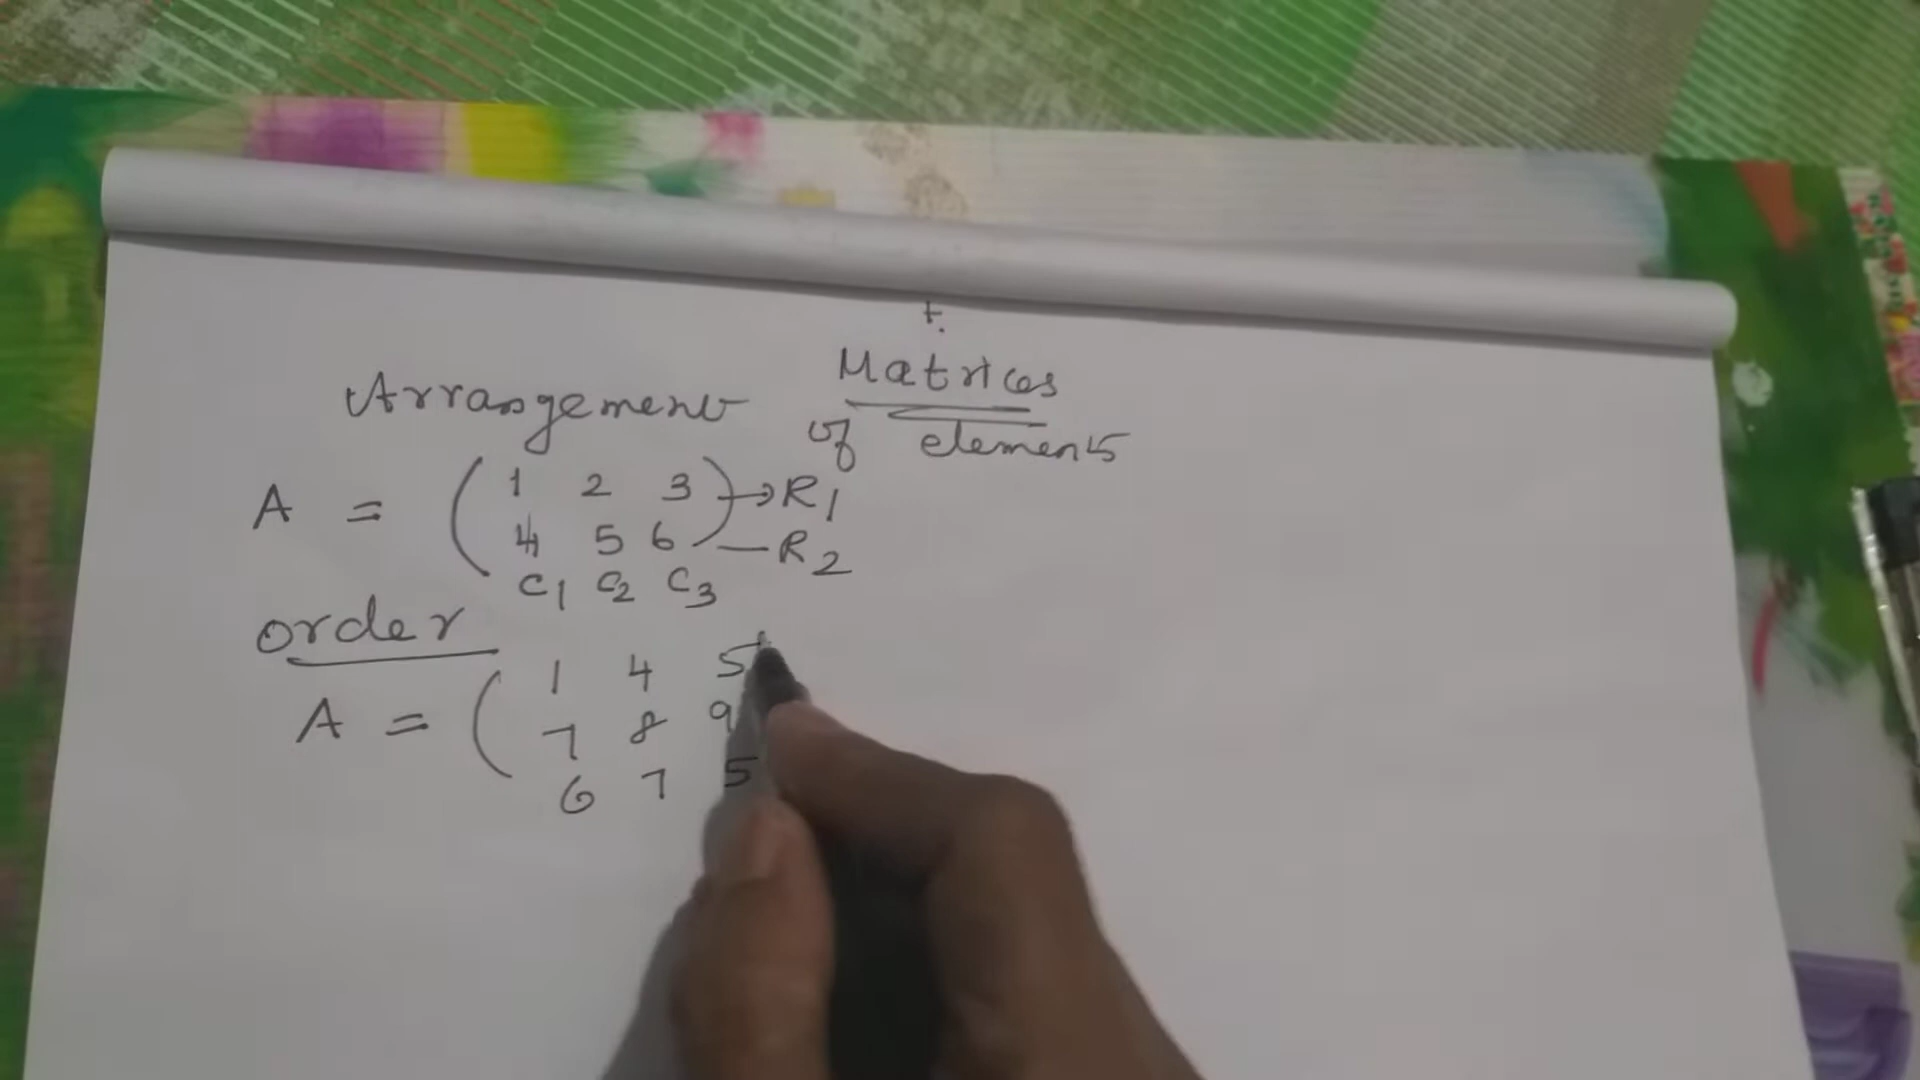 Matrices
Arrangement of elements
A = ( 1 2 3 ) → R1
4 5 6 — R2
C1 C2 C3
order
A = ( 1 4 5
7 8 9
6 7 5